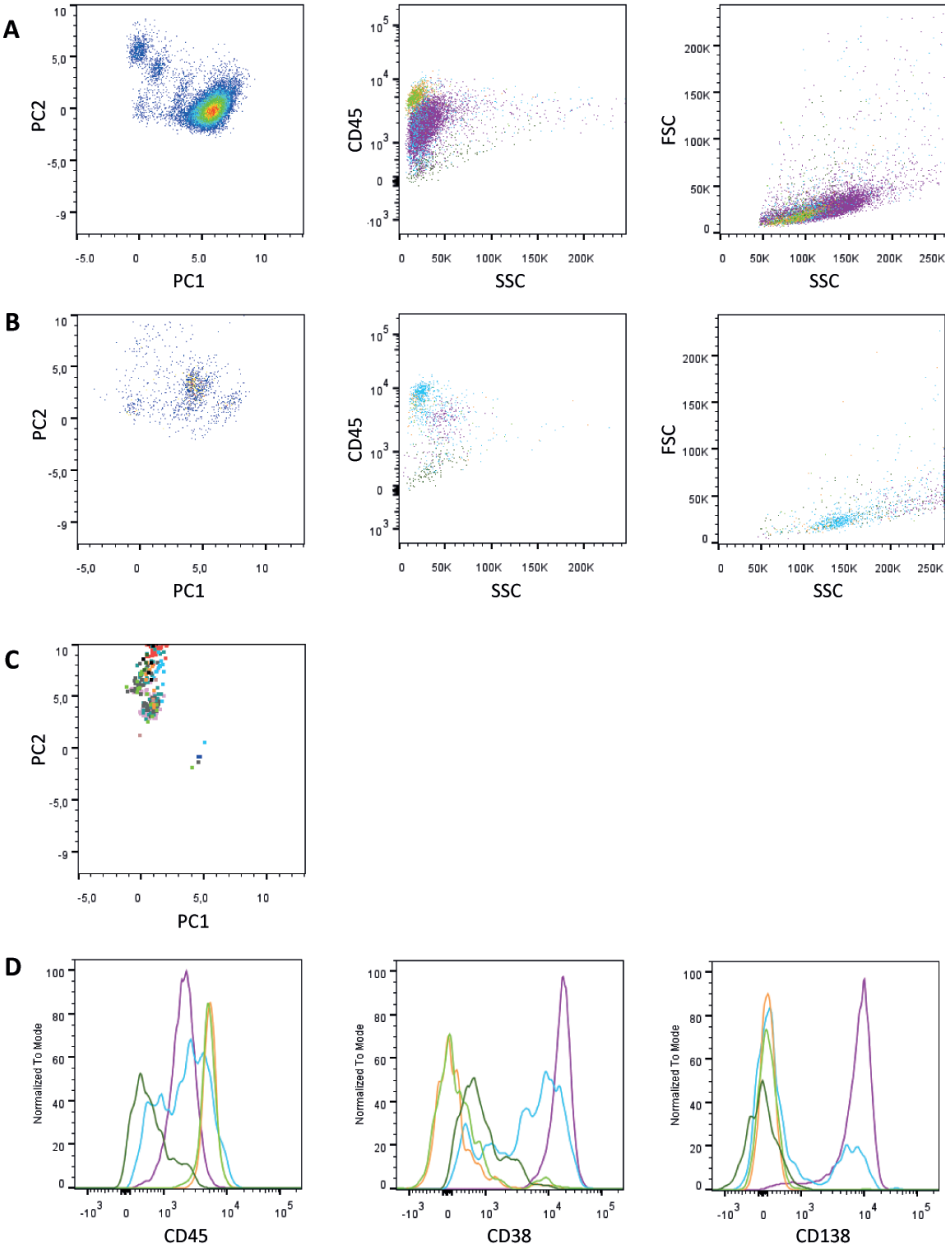 A
PC2
10
5,0
0
-5,0
-9
-5.0 0 5.0 10
PC1
CD45
10⁵
10⁴
10³
0
-10³
0 50K 100K 150K 200K
SSC
FSC
200K
150K
100K
50K
0
0 50K 100K 150K 200K 250K
SSC
B
PC2
10
5,0
0
-5,0
-9
-5,0 0 5,0 10
PC1
CD45
10⁵
10⁴
10³
0
-10³
0 50K 100K 150K 200K
SSC
FSC
200K
150K
100K
50K
0
0 50K 100K 150K 200K 250K
SSC
C
PC2
10
5,0
0
-5,0
-9
-5,0 0 5,0 10
PC1
D
Normalized To Mode
100
80
60
40
20
0
-10³ 0 10³ 10⁴ 10⁵
CD45
Normalized To Mode
100
80
60
40
20
0
-10³ 0 10³ 10⁴ 10⁵
CD38
Normalized To Mode
100
80
60
40
20
0
-10³ 0 10³ 10⁴ 10⁵
CD138